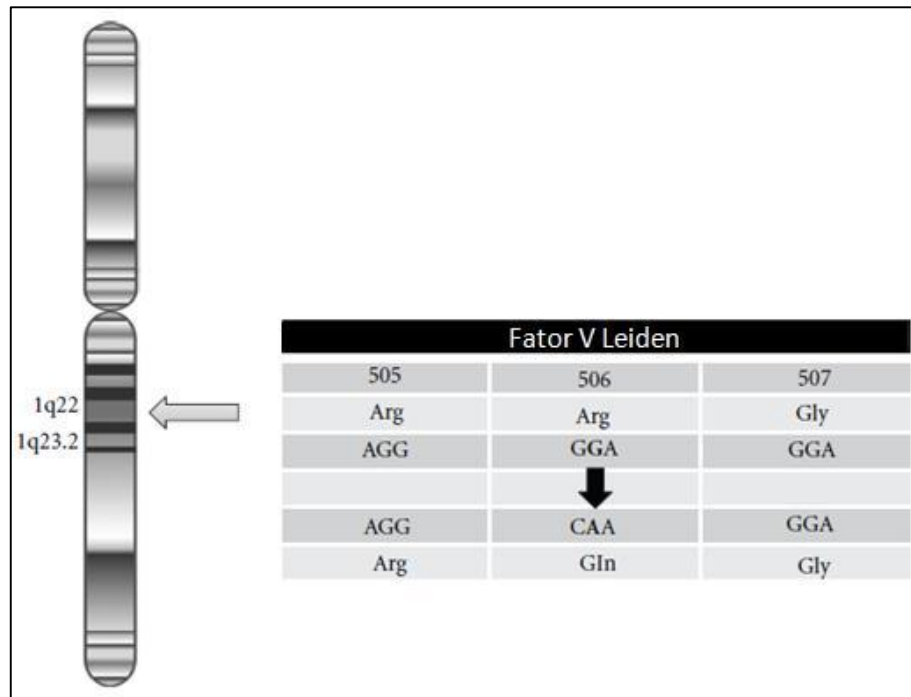 1q22
1q23.2
Fator V Leiden
505 506 507
Arg Arg Gly
AGG GGA GGA
AGG CAA GGA
Arg GIn Gly